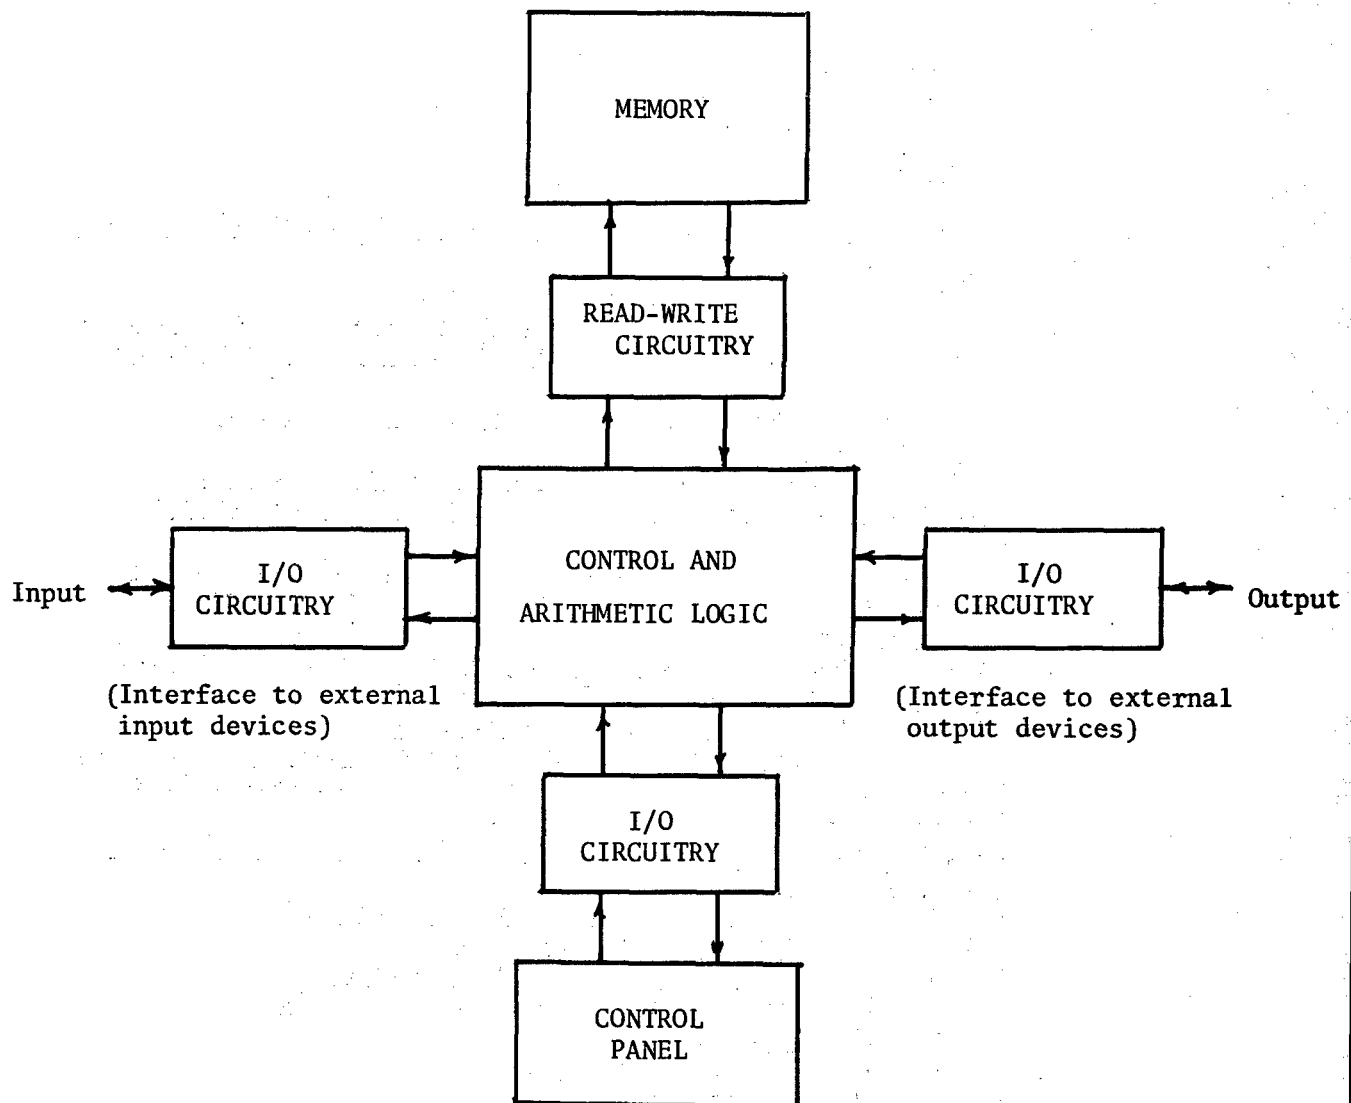 MEMORY
READ-WRITE
CIRCUITRY
CONTROL AND
ARITHMETIC LOGIC
Input
I/O
CIRCUITRY
(Interface to external
input devices)
I/O
CIRCUITRY
Output
(Interface to external
output devices)
I/O
CIRCUITRY
CONTROL
PANEL